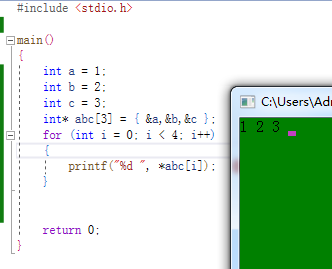 #include <stdio.h>
main()
{
int a = 1;
int b = 2;
int c = 3;
int* abc[3] = { &a,&b,&c };
for (int i = 0; i < 4; i++)
{
printf("%d ", *abc[i]);
}
return 0;
}
C:\Users\Adm
1 2 3